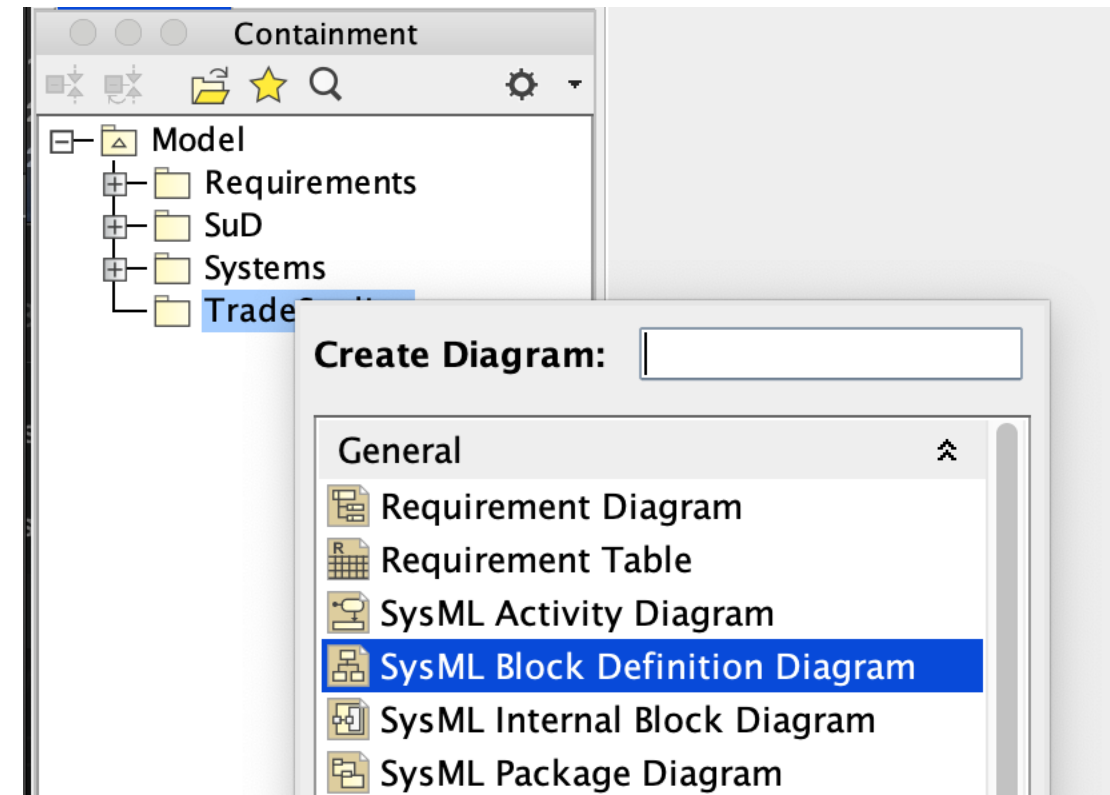 Containment
Model
Requirements
SuD
Systems
Create Diagram:
General
Requirement Diagram
R
Requirement Table
SysML Activity Diagram
SysML Block Definition Diagram
SysML Internal Block Diagram
SysML Package Diagram